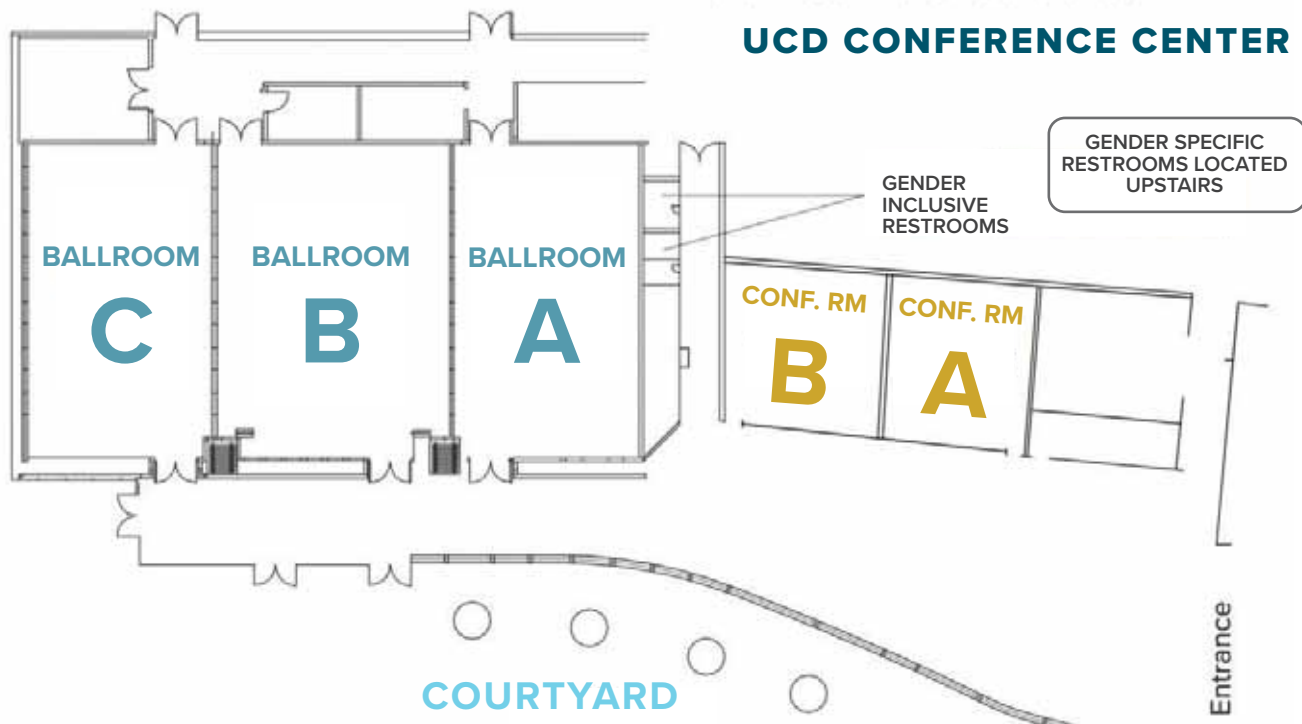 UCD CONFERENCE CENTER
GENDER SPECIFIC
RESTROOMS LOCATED
UPSTAIRS
GENDER
INCLUSIVE
RESTROOMS
BALLROOM
C
BALLROOM
B
BALLROOM
A
CONF. RM
B
CONF. RM
A
COURTYARD
Entrance